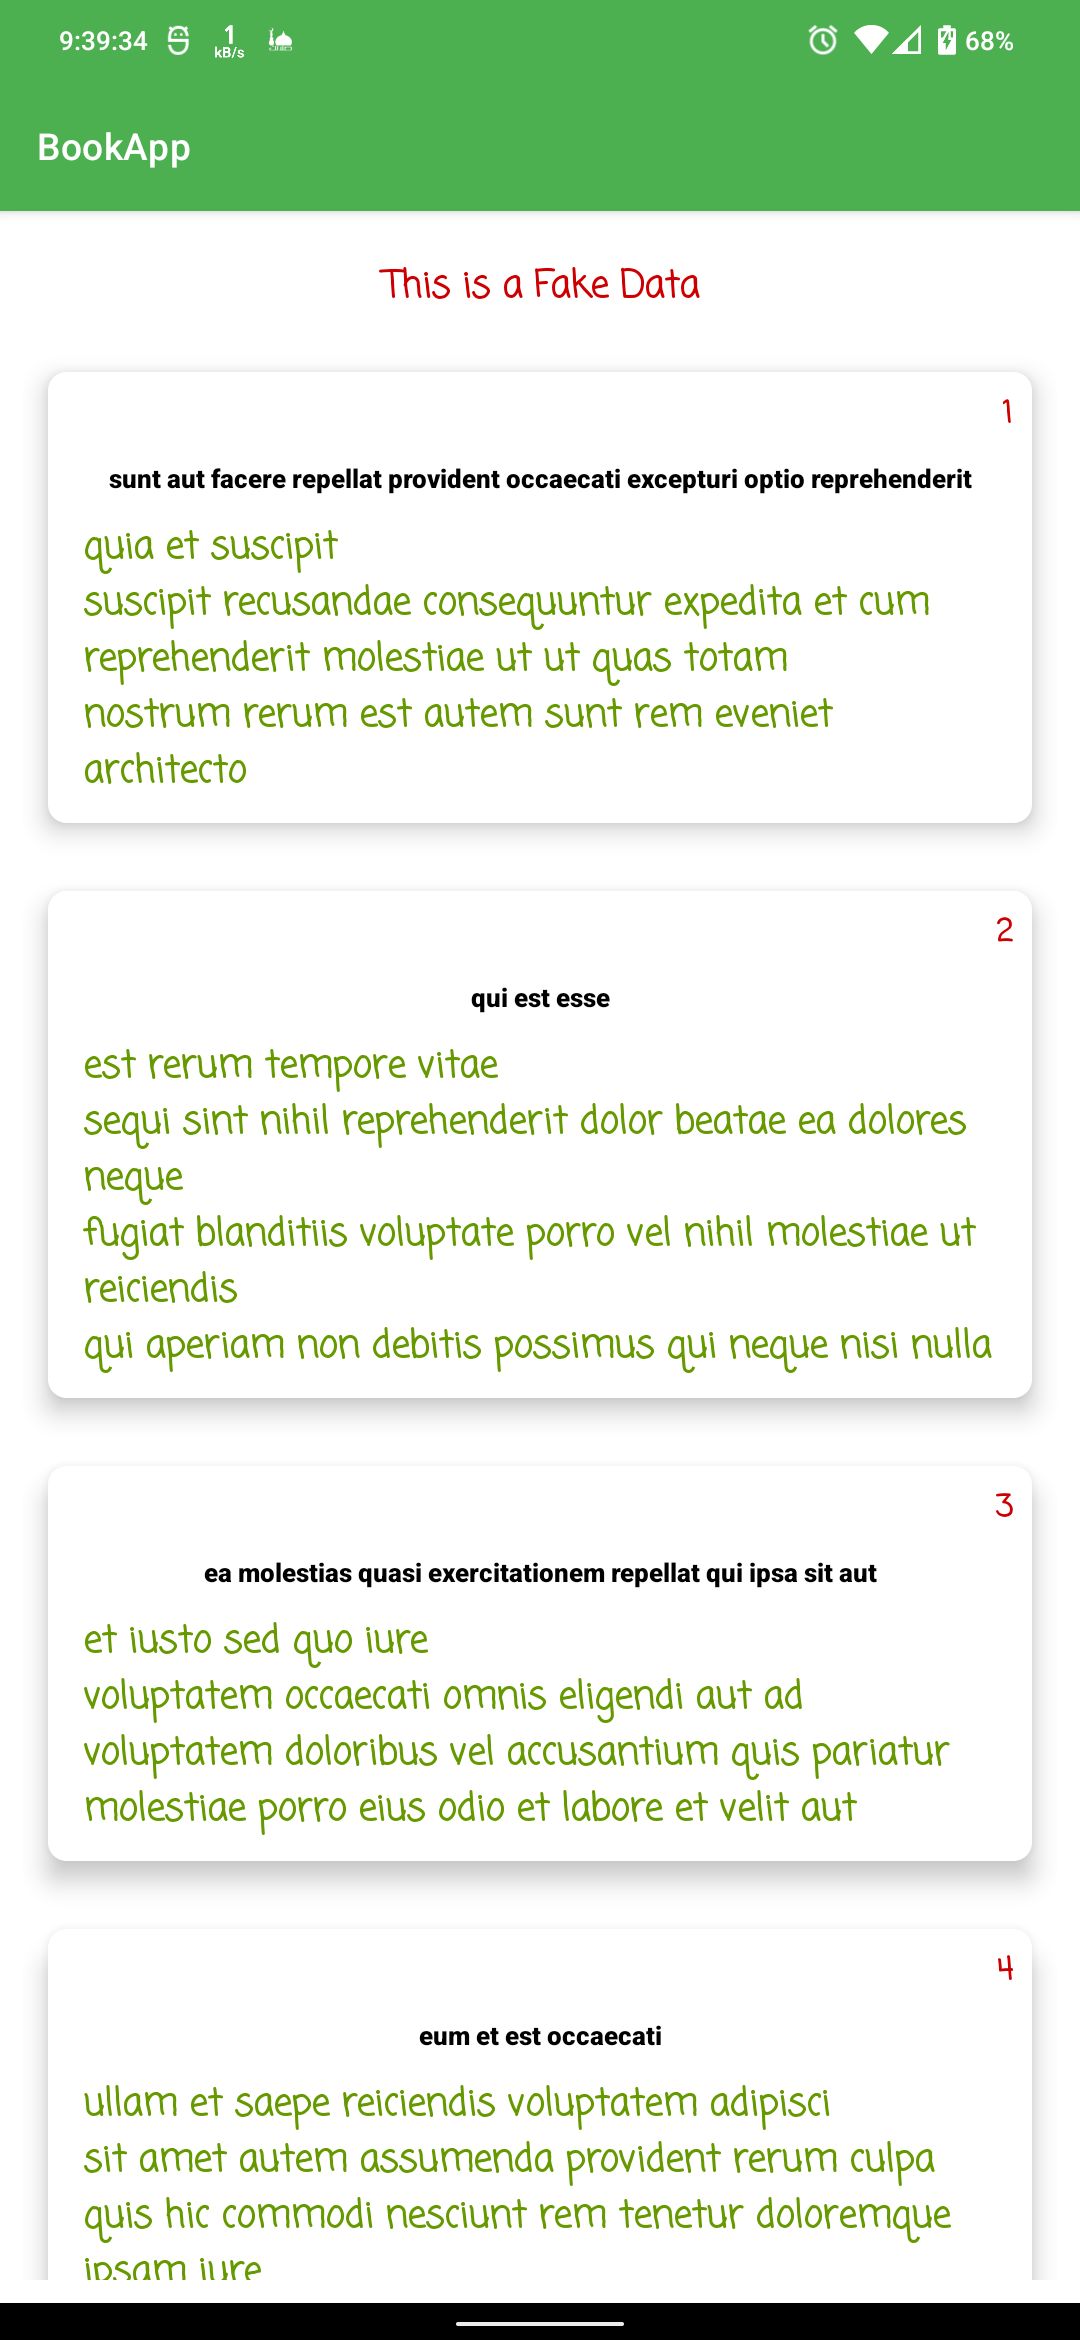 9:39:34 1 kB/s 68%
BookApp
This is a Fake Data
1
sunt aut facere repellat provident occaecati excepturi optio reprehenderit
quia et suscipit
suscipit recusandae consequuntur expedita et cum
reprehenderit molestiae ut ut quas totam
nostrum rerum est autem sunt rem eveniet
architecto
2
qui est esse
est rerum tempore vitae
sequi sint nihil reprehenderit dolor beatae ea dolores
neque
fugiat blanditiis voluptate porro vel nihil molestiae ut
reiciendis
qui aperiam non debitis possimus qui neque nisi nulla
3
ea molestias quasi exercitationem repellat qui ipsa sit aut
et iusto sed quo iure
voluptatem occaecati omnis eligendi aut ad
voluptatem doloribus vel accusantium quis pariatur
molestiae porro eius odio et labore et velit aut
4
eum et est occaecati
ullam et saepe reiciendis voluptatem adipisci
sit amet autem assumenda provident rerum culpa
quis hic commodi nesciunt rem tenetur doloremque
ipsam iure